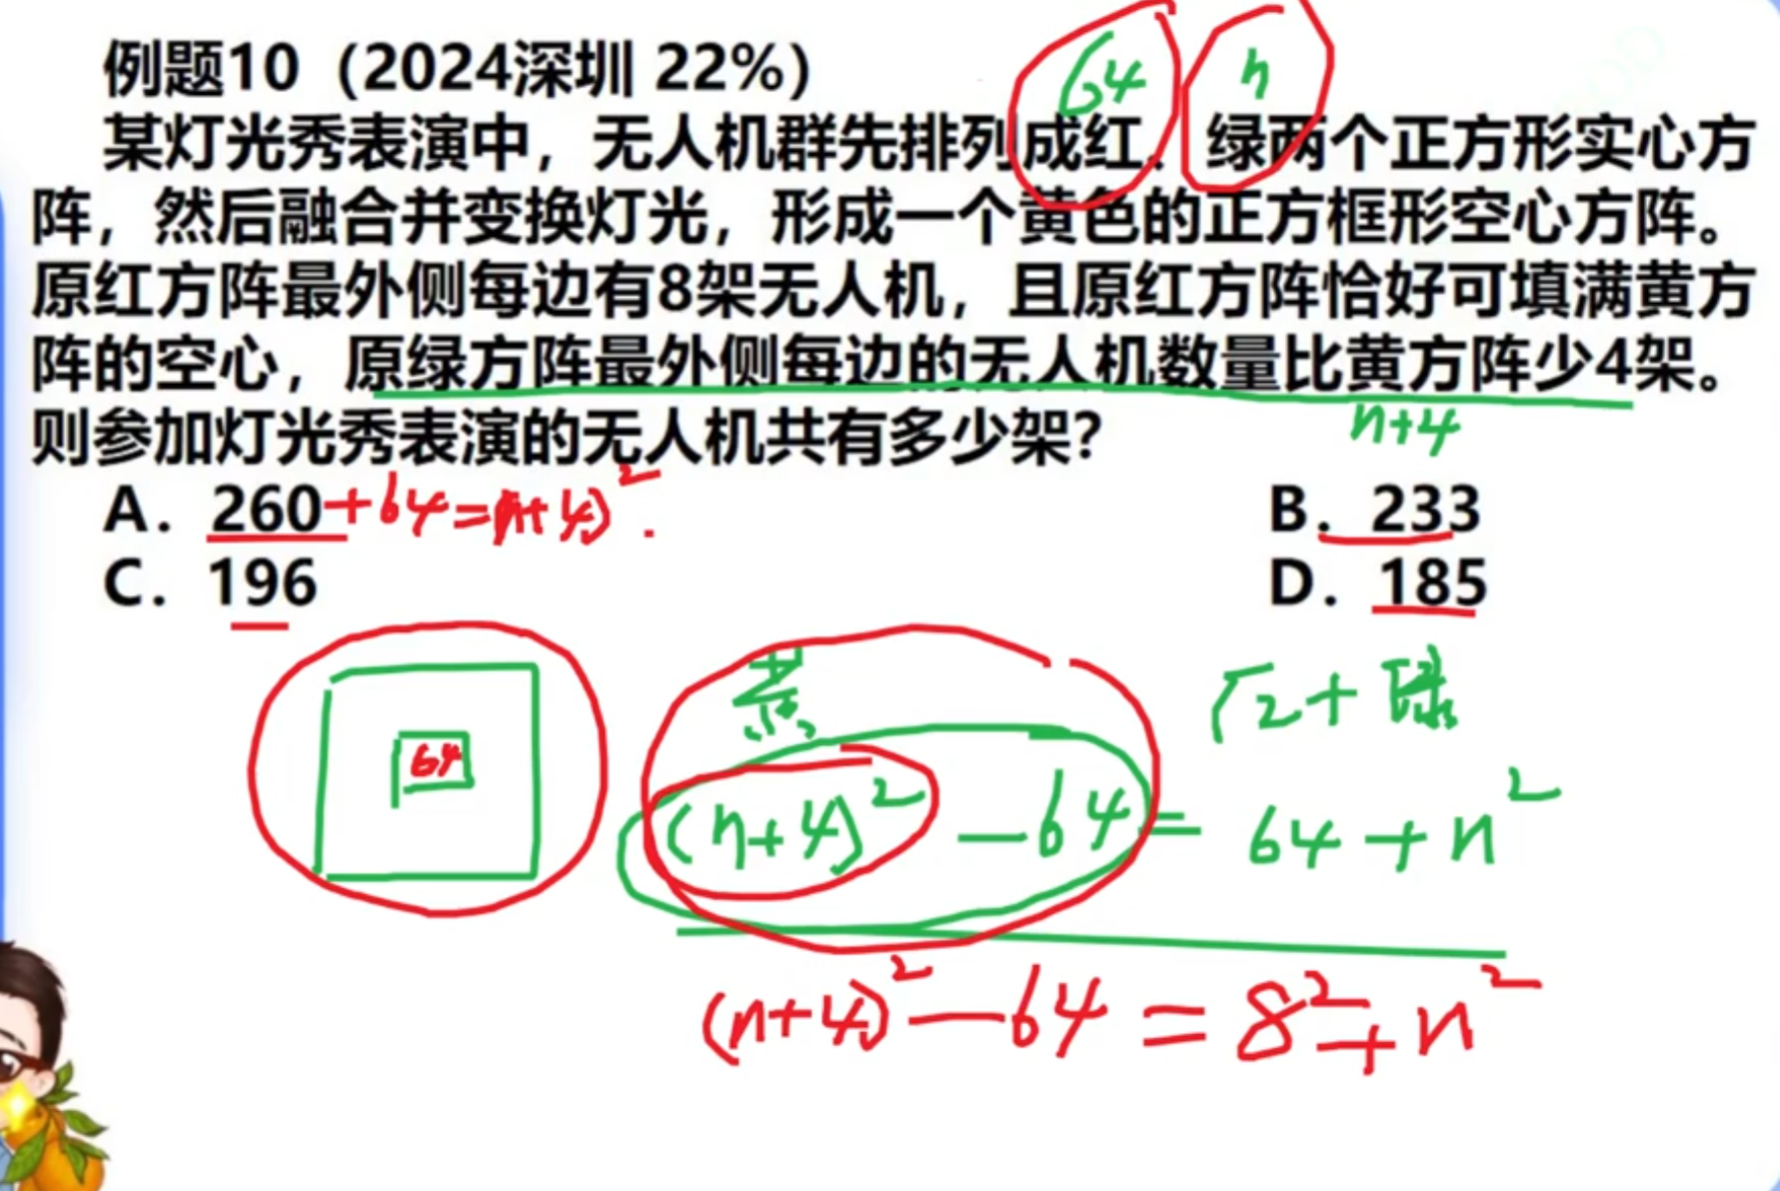 例题10（2024深圳 22%）
64 n
某灯光秀表演中，无人机群先排列成红、绿两个正方形实心方
阵，然后融合并变换灯光，形成一个黄色的正方框形空心方阵。
原红方阵最外侧每边有8架无人机，且原红方阵恰好可填满黄方
阵的空心，原绿方阵最外侧每边的无人机数量比黄方阵少4架。
n+4
则参加灯光秀表演的无人机共有多少架？
A. 260+64=(n+4)².
B. 233
C. 196
D. 185
黄
64
(n+4)²-64=64+n²
(n+4)²-64=8²+n²